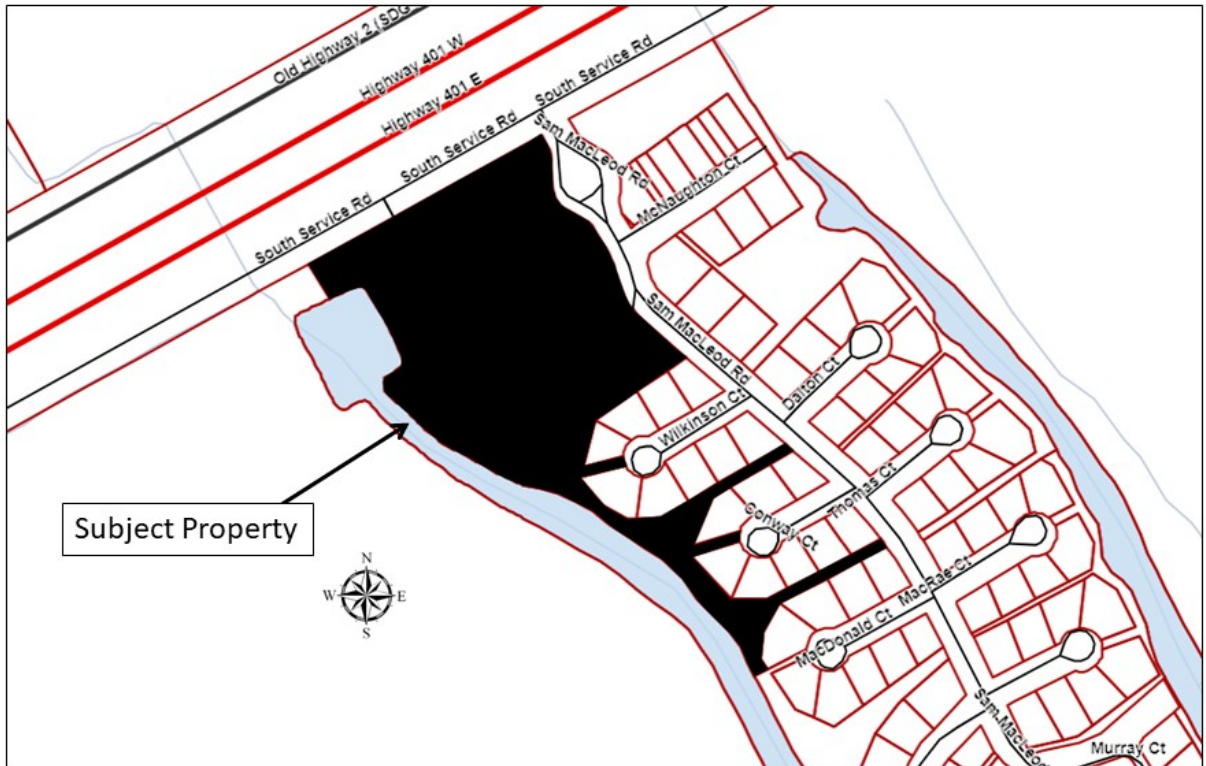 Old Highway 2 (SDG
Highway 401 W
Highway 401 E
South Service Rd
South Service Rd
South Service Rd
Sam MacLeod Rd
McNaughton Ct
Sam MacLeod Rd
Dalton Ct
Wilkinson Ct
Thomas Ct
Conway Ct
Subject Property
N
W E
S
MacRae Ct
MacDonald Ct
Sam MacLeod
Murray Ct